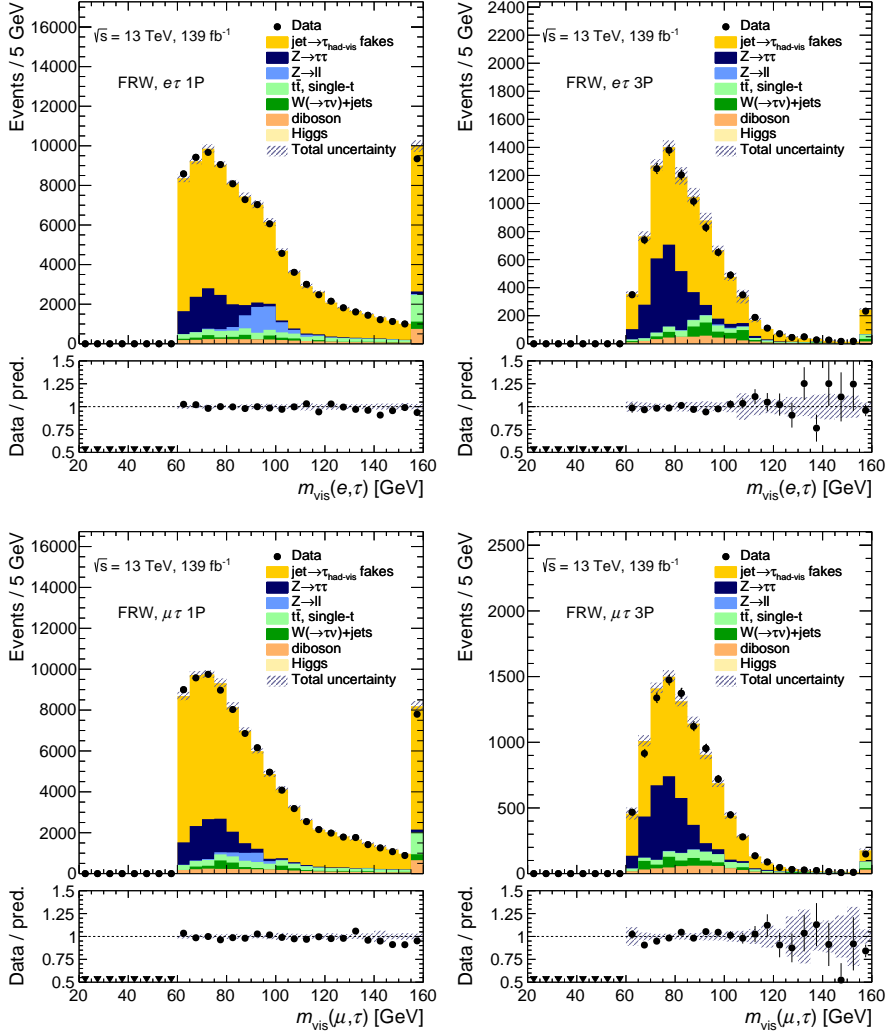 Events / 5 GeV
16000
14000
12000
10000
8000
6000
4000
2000
0
√s = 13 TeV, 139 fb⁻¹
FRW, eτ 1P
Data
jet→τhad-vis fakes
Z→ττ
Z→ll
tt̄, single-t
W(→τν)+jets
diboson
Higgs
Total uncertainty
Data / pred.
1.5
1.25
1
0.75
0.5
20 40 60 80 100 120 140 160
mvis(e,τ) [GeV]
Events / 5 GeV
2400
2200
2000
1800
1600
1400
1200
1000
800
600
400
200
0
√s = 13 TeV, 139 fb⁻¹
FRW, eτ 3P
Data
jet→τhad-vis fakes
Z→ττ
Z→ll
tt̄, single-t
W(→τν)+jets
diboson
Higgs
Total uncertainty
Data / pred.
1.5
1.25
1
0.75
0.5
20 40 60 80 100 120 140 160
mvis(e,τ) [GeV]
Events / 5 GeV
16000
14000
12000
10000
8000
6000
4000
2000
0
√s = 13 TeV, 139 fb⁻¹
FRW, μτ 1P
Data
jet→τhad-vis fakes
Z→ττ
Z→ll
tt̄, single-t
W(→τν)+jets
diboson
Higgs
Total uncertainty
Data / pred.
1.5
1.25
1
0.75
0.5
20 40 60 80 100 120 140 160
mvis(μ,τ) [GeV]
Events / 5 GeV
2500
2000
1500
1000
500
0
√s = 13 TeV, 139 fb⁻¹
FRW, μτ 3P
Data
jet→τhad-vis fakes
Z→ττ
Z→ll
tt̄, single-t
W(→τν)+jets
diboson
Higgs
Total uncertainty
Data / pred.
1.5
1.25
1
0.75
0.5
20 40 60 80 100 120 140 160
mvis(μ,τ) [GeV]